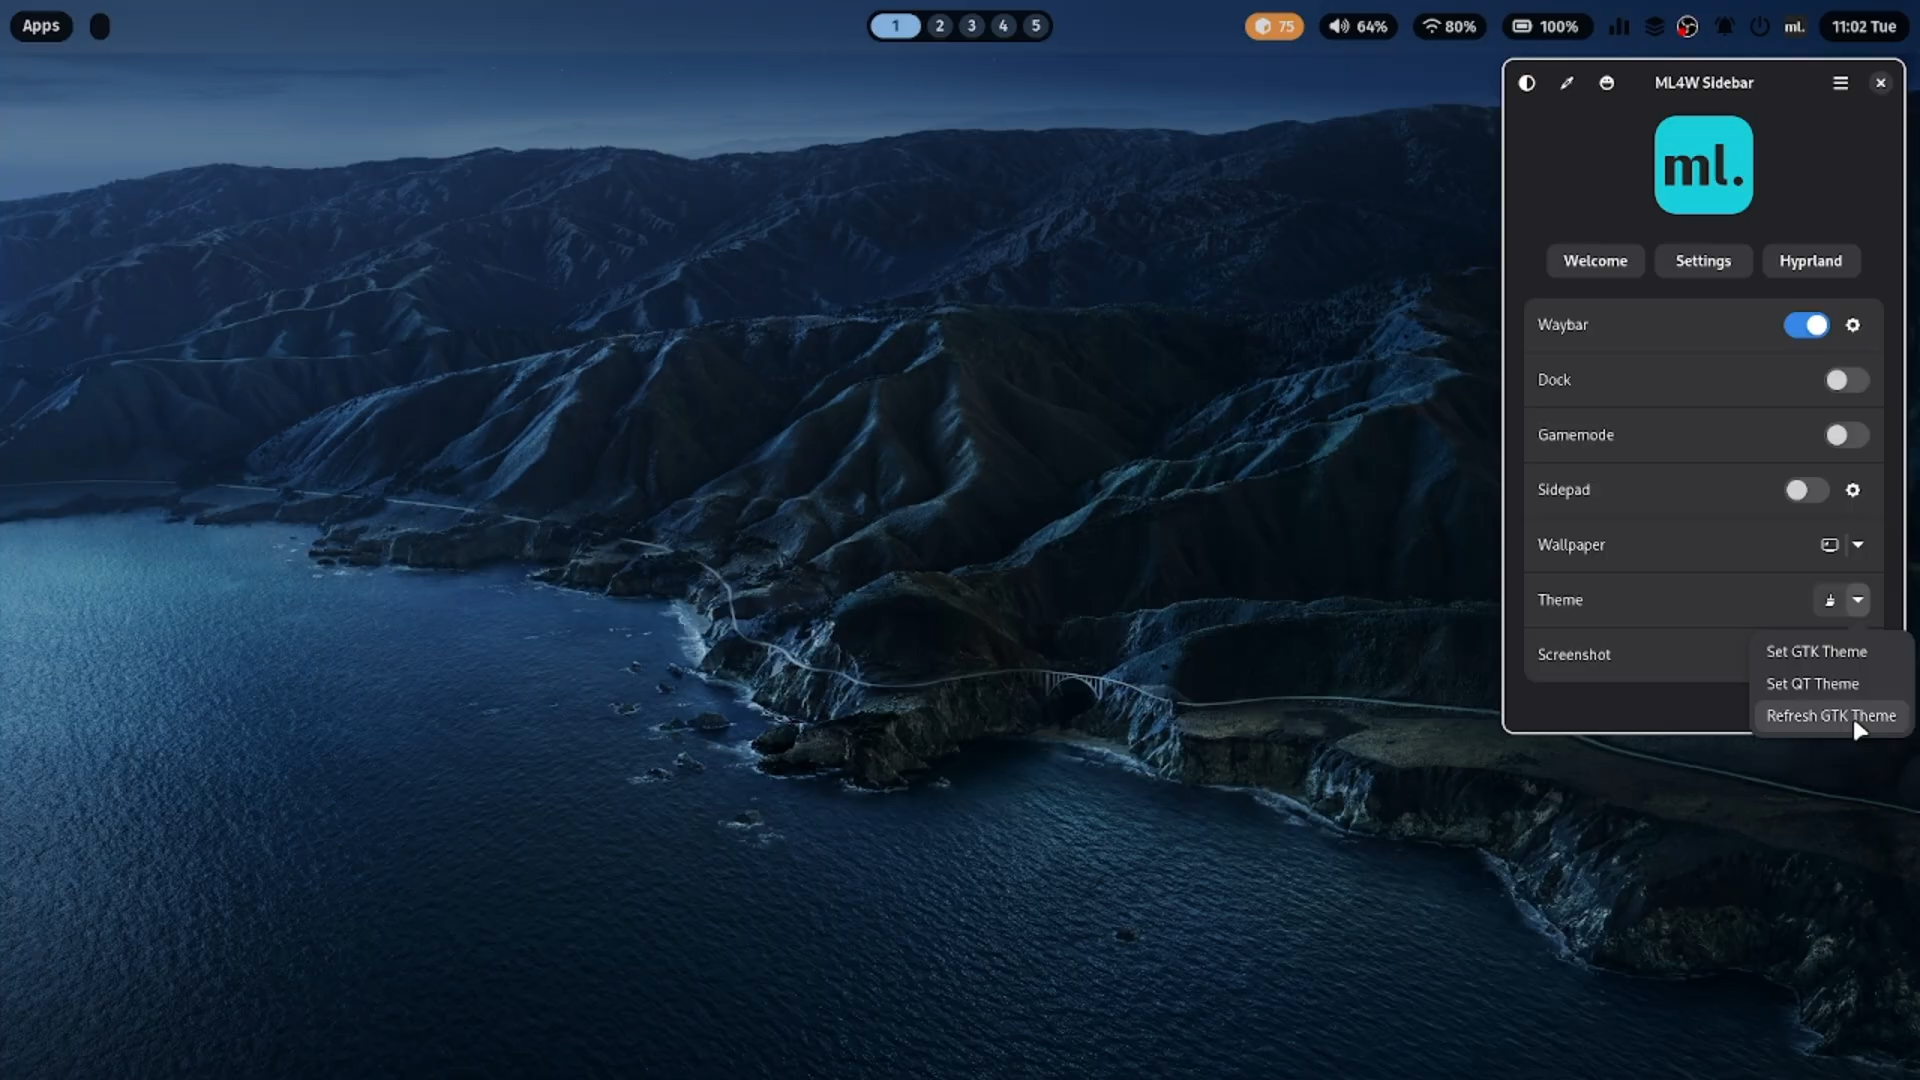 Apps
1 2 3 4 5
75
64%
80%
100%
ml.
11:02 Tue
ML4W Sidebar
ml.
Welcome
Settings
Hyprland
Waybar
Dock
Gamemode
Sidepad
Wallpaper
Theme
Screenshot
Set GTK Theme
Set QT Theme
Refresh GTK Theme